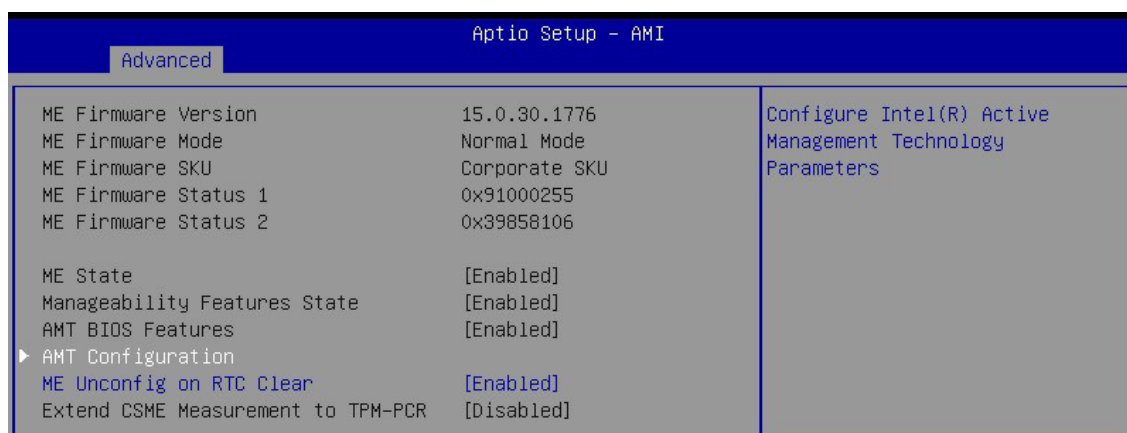 Aptio Setup - AMI
Advanced
ME Firmware Version 15.0.30.1776
ME Firmware Mode Normal Mode
ME Firmware SKU Corporate SKU
ME Firmware Status 1 0x91000255
ME Firmware Status 2 0x39858106
ME State [Enabled]
Manageability Features State [Enabled]
AMT BIOS Features [Enabled]
AMT Configuration
ME Unconfig on RTC Clear [Enabled]
Extend CSME Measurement to TPM-PCR [Disabled]
Configure Intel(R) Active
Management Technology
Parameters